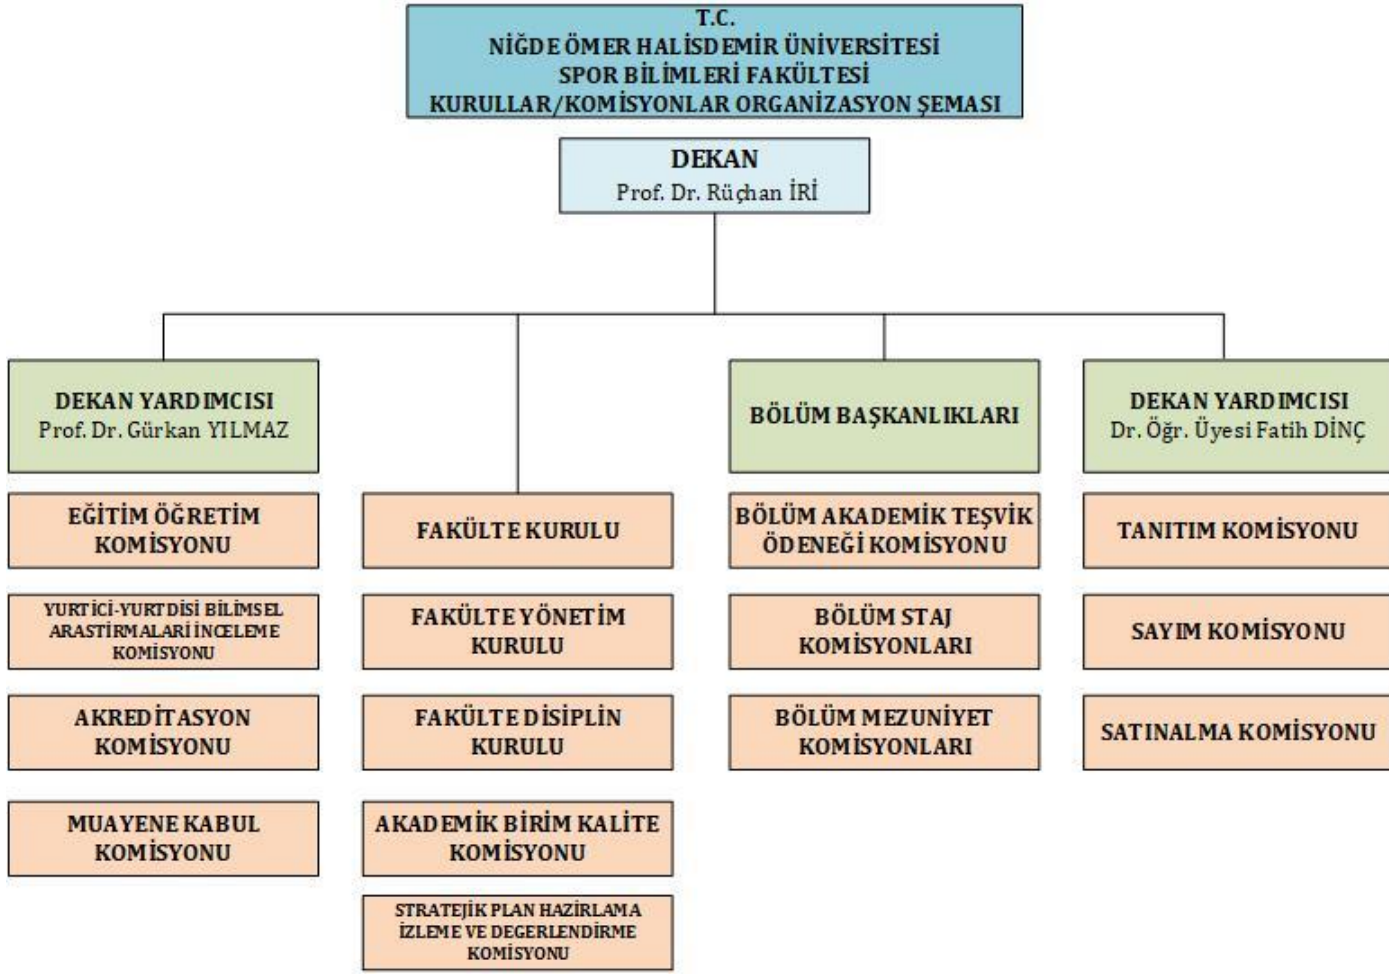 T.C.
NİĞDE ÖMER HALİSDEMİR ÜNİVERSİTESİ
SPOR BİLİMLERİ FAKÜLTESİ
KURULLAR/KOMİSYONLAR ORGANİZASYON ŞEMASI
DEKAN
Prof. Dr. Rüçhan İRİ
DEKAN YARDIMCISI
Prof. Dr. Gürkan YILMAZ
EĞİTİM ÖĞRETİM
KOMİSYONU
YURTİCİ-YURTDISİ BİLİMSEL
ARASTİRMALARİ İNCELEME
KOMİSYONU
AKREDİTASYON
KOMİSYONU
MUAYENE KABUL
KOMİSYONU
FAKÜLTE KURULU
FAKÜLTE YÖNETİM
KURULU
FAKÜLTE DİSİPLİN
KURULU
AKADEMİK BİRİM KALİTE
KOMİSYONU
STRATEJİK PLAN HAZİRLAMA
İZLEME VE DEGERLENDİRME
KOMİSYONU
BÖLÜM BAŞKANLIKLARI
BÖLÜM AKADEMİK TEŞVİK
ÖDENEĞİ KOMİSYONU
BÖLÜM STAJ
KOMİSYONLARI
BÖLÜM MEZUNİYET
KOMİSYONLARI
DEKAN YARDIMCISI
Dr. Öğr. Üyesi Fatih DİNÇ
TANITIM KOMİSYONU
SAYIM KOMİSYONU
SATINALMA KOMİSYONU